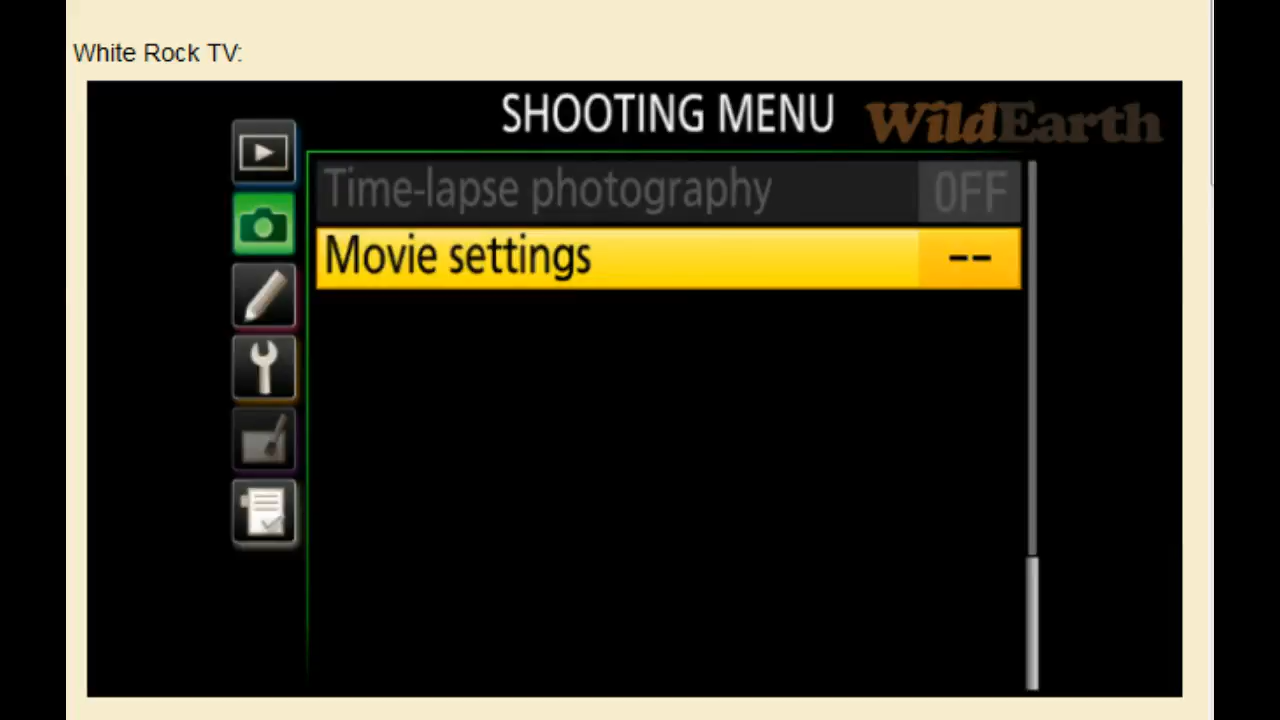 White Rock TV:
SHOOTING MENU
WildEarth
Time-lapse photography OFF
Movie settings --